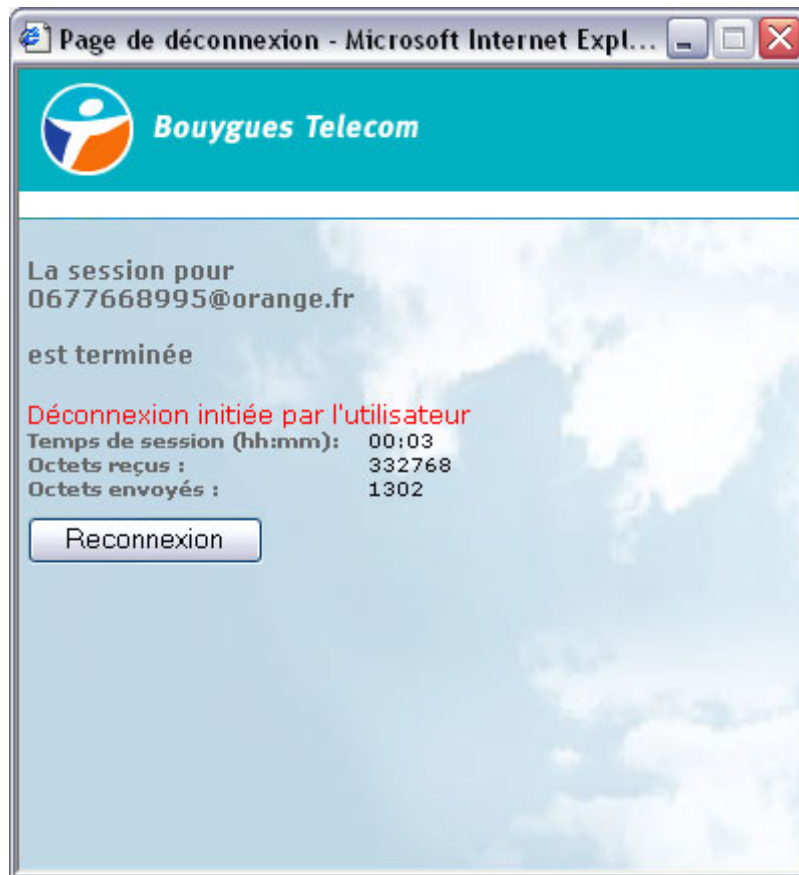 Page de déconnexion - Microsoft Internet Expl...
Bouygues Telecom
La session pour
0677668995@orange.fr
est terminée
Déconnexion initiée par l'utilisateur
Temps de session (hh:mm): 00:03
Octets reçus : 332768
Octets envoyés : 1302
Reconnexion